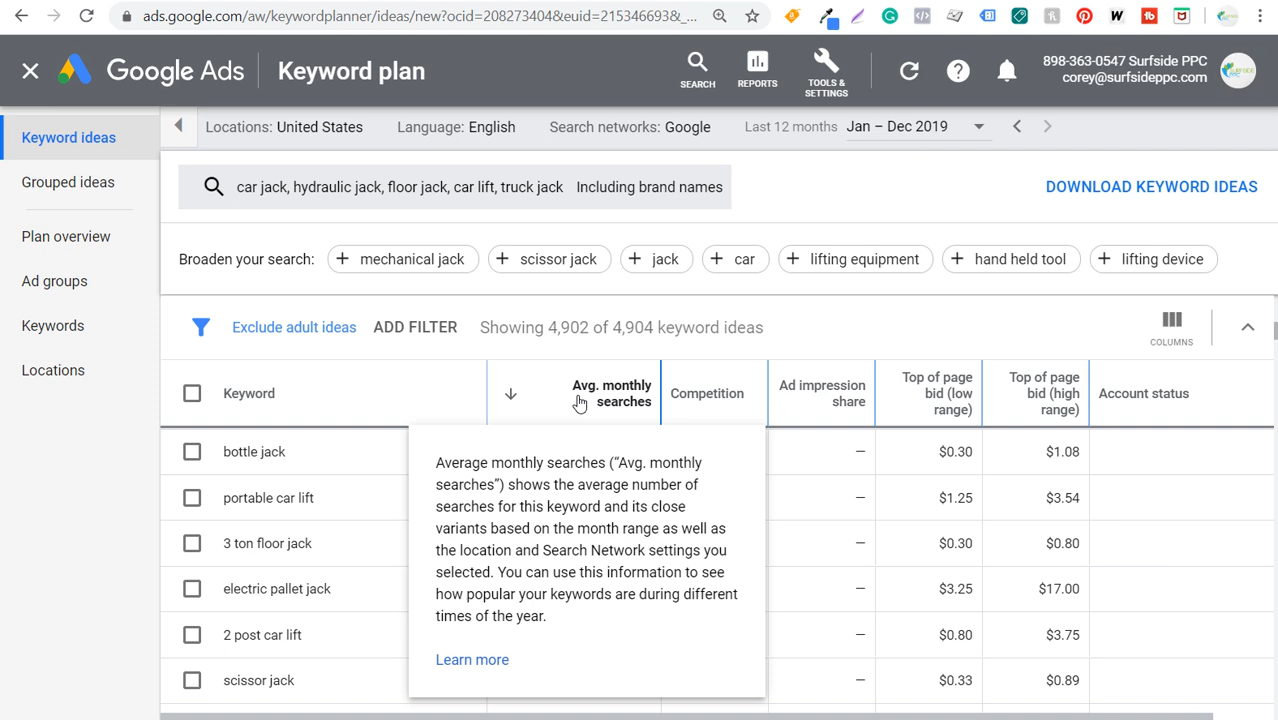 ads.google.com/aw/keywordplanner/ideas/new?ocid=208273404&euid=215346693&_...
Google Ads
Keyword plan
SEARCH
REPORTS
TOOLS &
SETTINGS
898-363-0547 Surfside PPC
corey@surfsideppc.com
Keyword ideas
Grouped ideas
Plan overview
Ad groups
Keywords
Locations
Locations: United States
Language: English
Search networks: Google
Last 12 months
Jan – Dec 2019
car jack, hydraulic jack, floor jack, car lift, truck jack
Including brand names
DOWNLOAD KEYWORD IDEAS
Broaden your search:
+ mechanical jack
+ scissor jack
+ jack
+ car
+ lifting equipment
+ hand held tool
+ lifting device
Exclude adult ideas
ADD FILTER
Showing 4,902 of 4,904 keyword ideas
COLUMNS
Keyword
Avg. monthly
searches
Competition
Ad impression
share
Top of page
bid (low
range)
Top of page
bid (high
range)
Account status
bottle jack – $0.30 $1.08
portable car lift – $1.25 $3.54
3 ton floor jack – $0.30 $0.80
electric pallet jack – $3.25 $17.00
2 post car lift – $0.80 $3.75
scissor jack – $0.33 $0.89
Average monthly searches (“Avg. monthly
searches”) shows the average number of
searches for this keyword and its close
variants based on the month range as well as
the location and Search Network settings you
selected. You can use this information to see
how popular your keywords are during different
times of the year.
Learn more